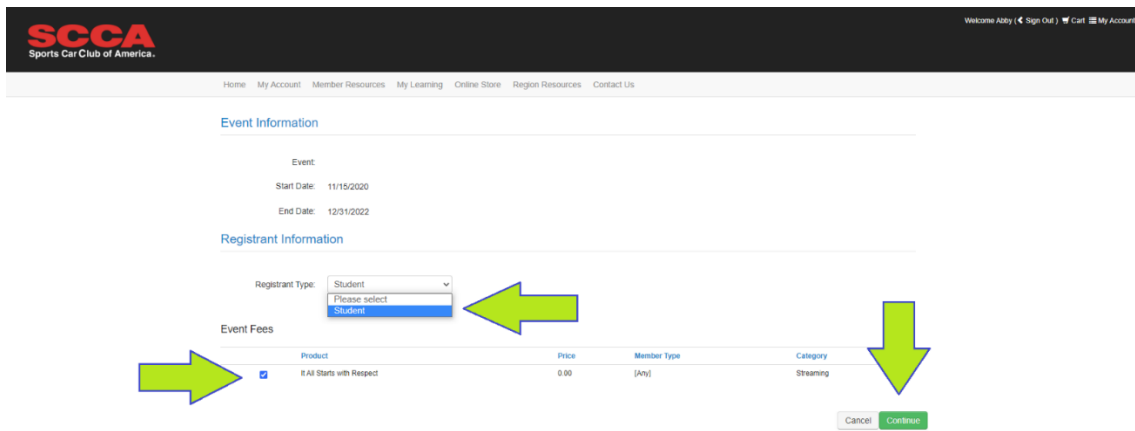 Welcome Abby ( Sign Out ) Cart My Account
SCCA
Sports Car Club of America.
Home My Account Member Resources My Learning Online Store Region Resources Contact Us
Event Information
Event:
Start Date: 11/15/2020
End Date: 12/31/2022
Registrant Information
Registrant Type: Student
Please select
Student
Event Fees
Product Price Member Type Category
It All Starts with Respect 0.00 [Any] Streaming
Cancel Continue